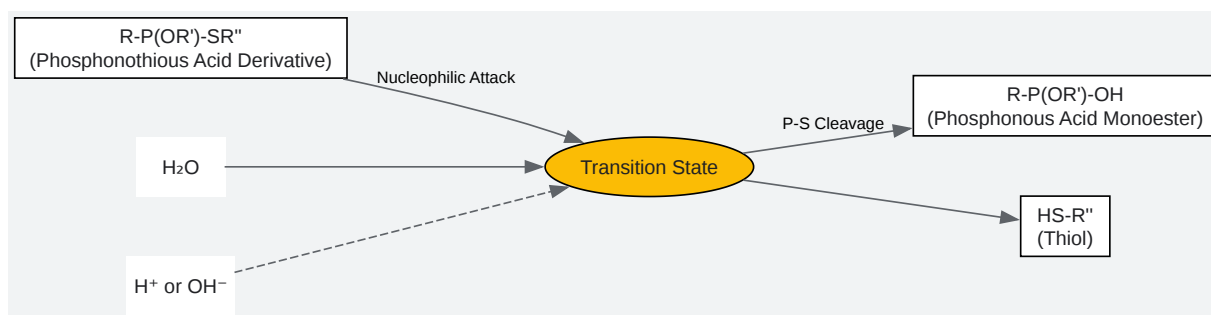 R-P(OR')-SR"
(Phosphonothious Acid Derivative)
Nucleophilic Attack
H₂O
H⁺ or OH⁻
Transition State
P-S Cleavage
R-P(OR')-OH
(Phosphonous Acid Monoester)
HS-R"
(Thiol)